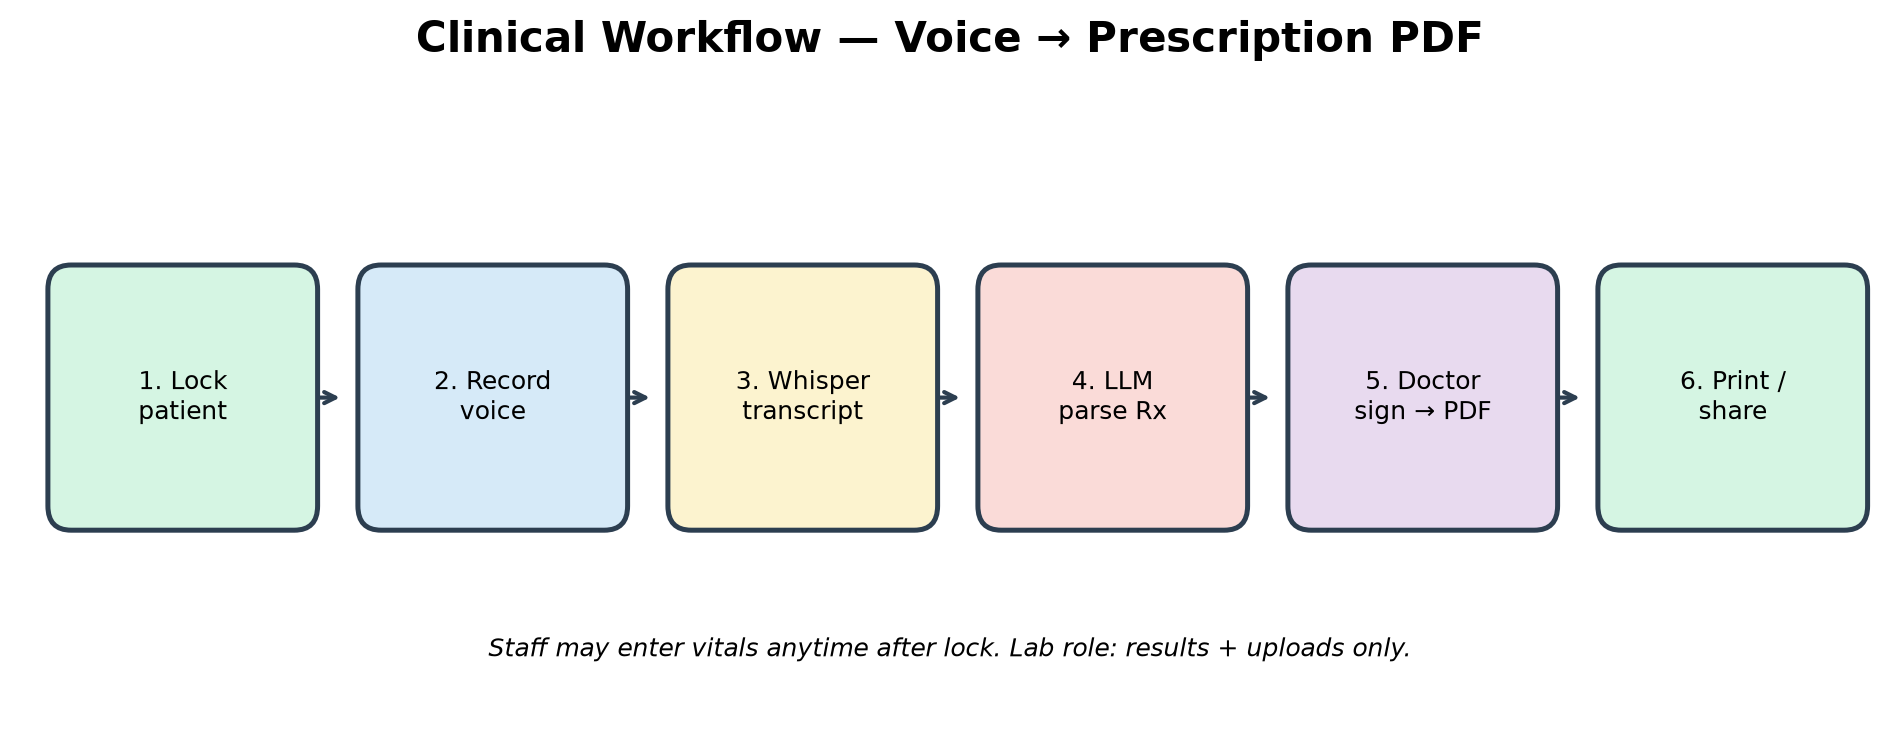 Clinical Workflow — Voice → Prescription PDF
1. Lock
patient
2. Record
voice
3. Whisper
transcript
4. LLM
parse Rx
5. Doctor
sign → PDF
6. Print /
share
Staff may enter vitals anytime after lock. Lab role: results + uploads only.